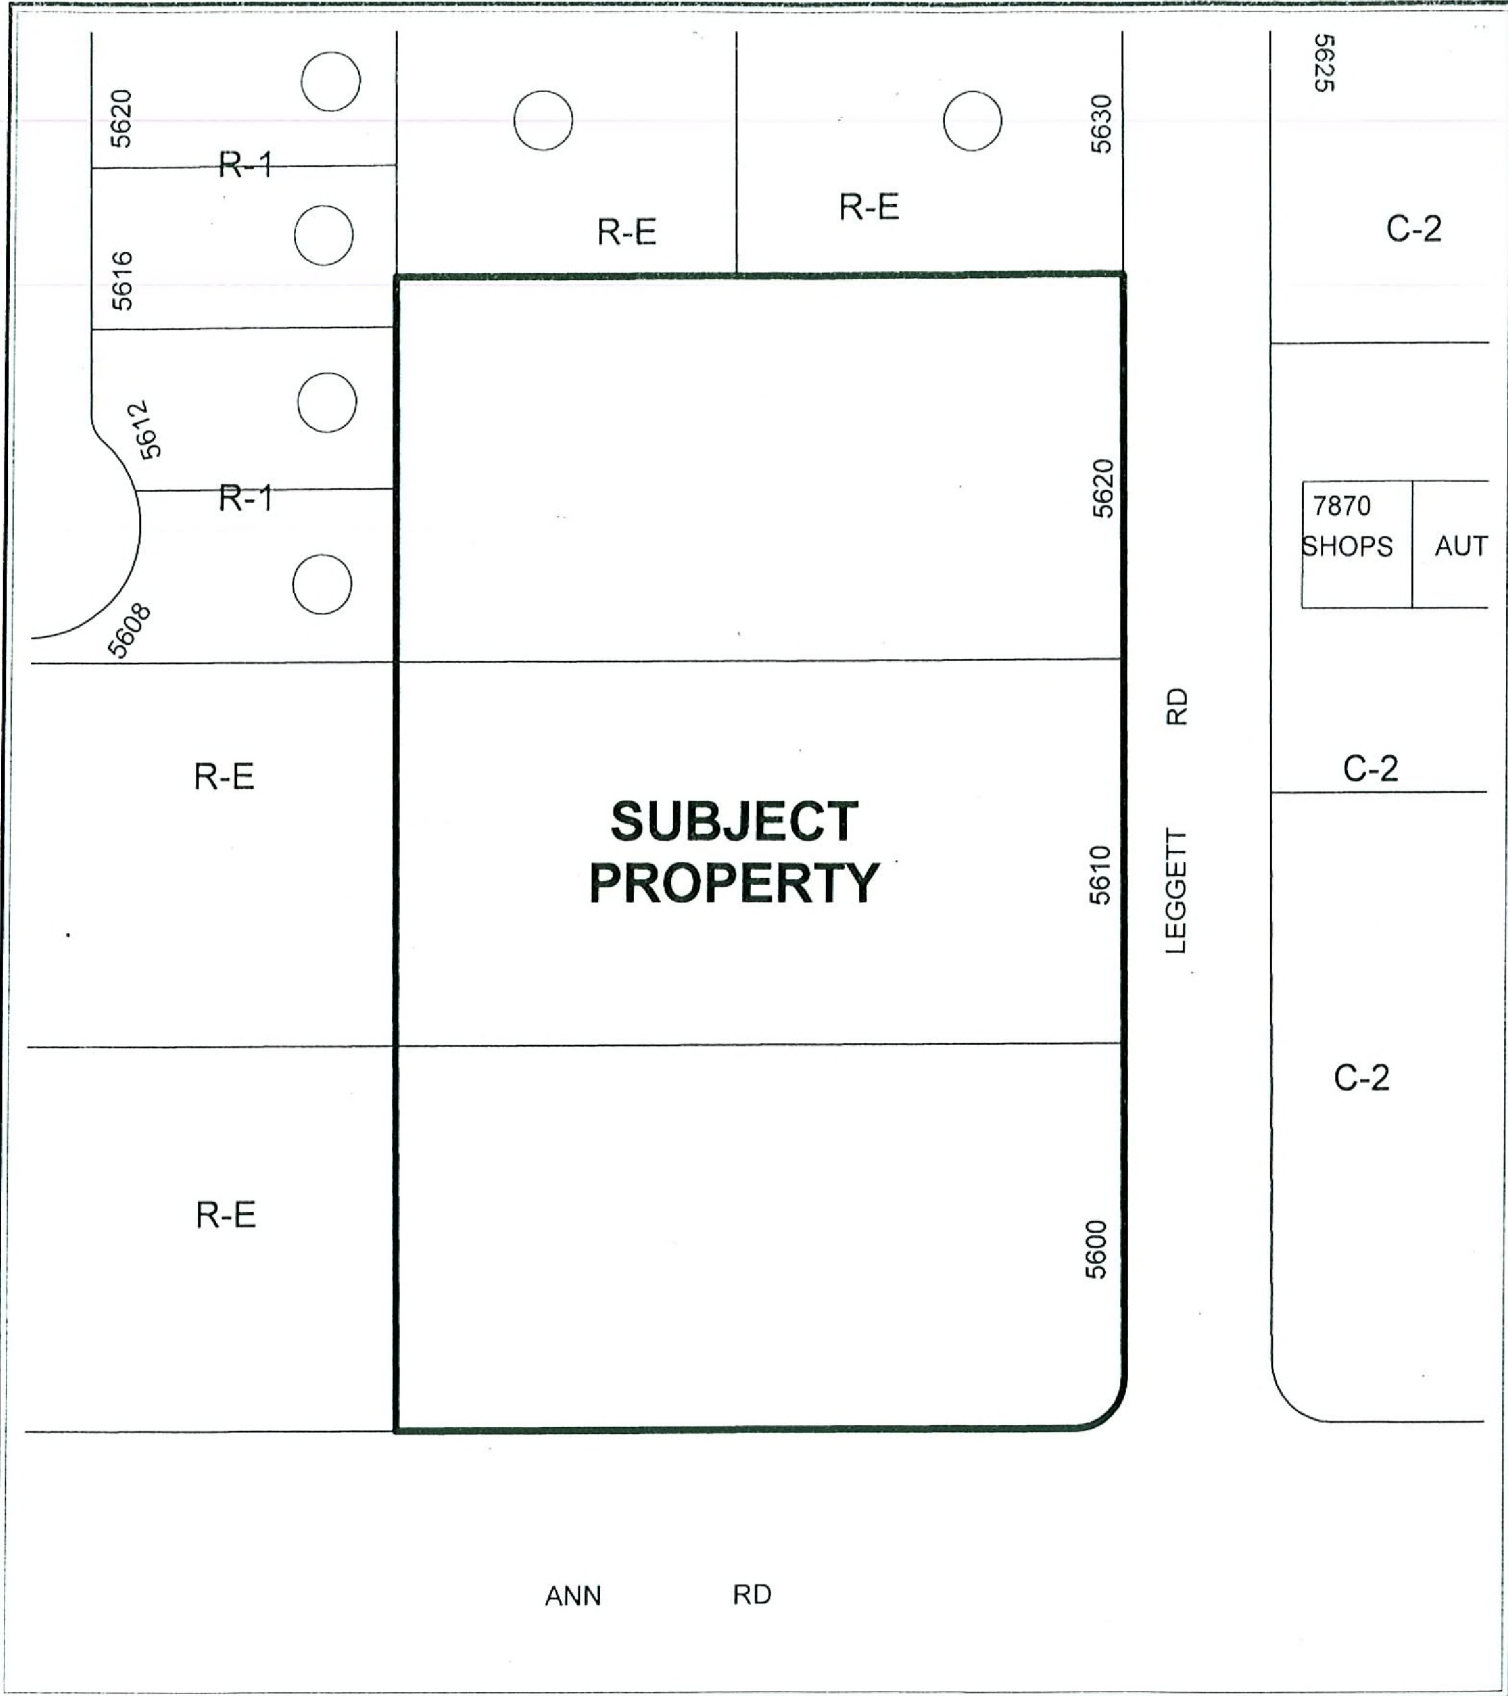 5625
5620
5630
R-1
R-E
R-E
C-2
5616
5612
5620
R-1
7870
SHOPS
AUT
5608
RD
R-E
C-2
SUBJECT
PROPERTY
5610
LEGGETT
C-2
R-E
5600
ANN RD